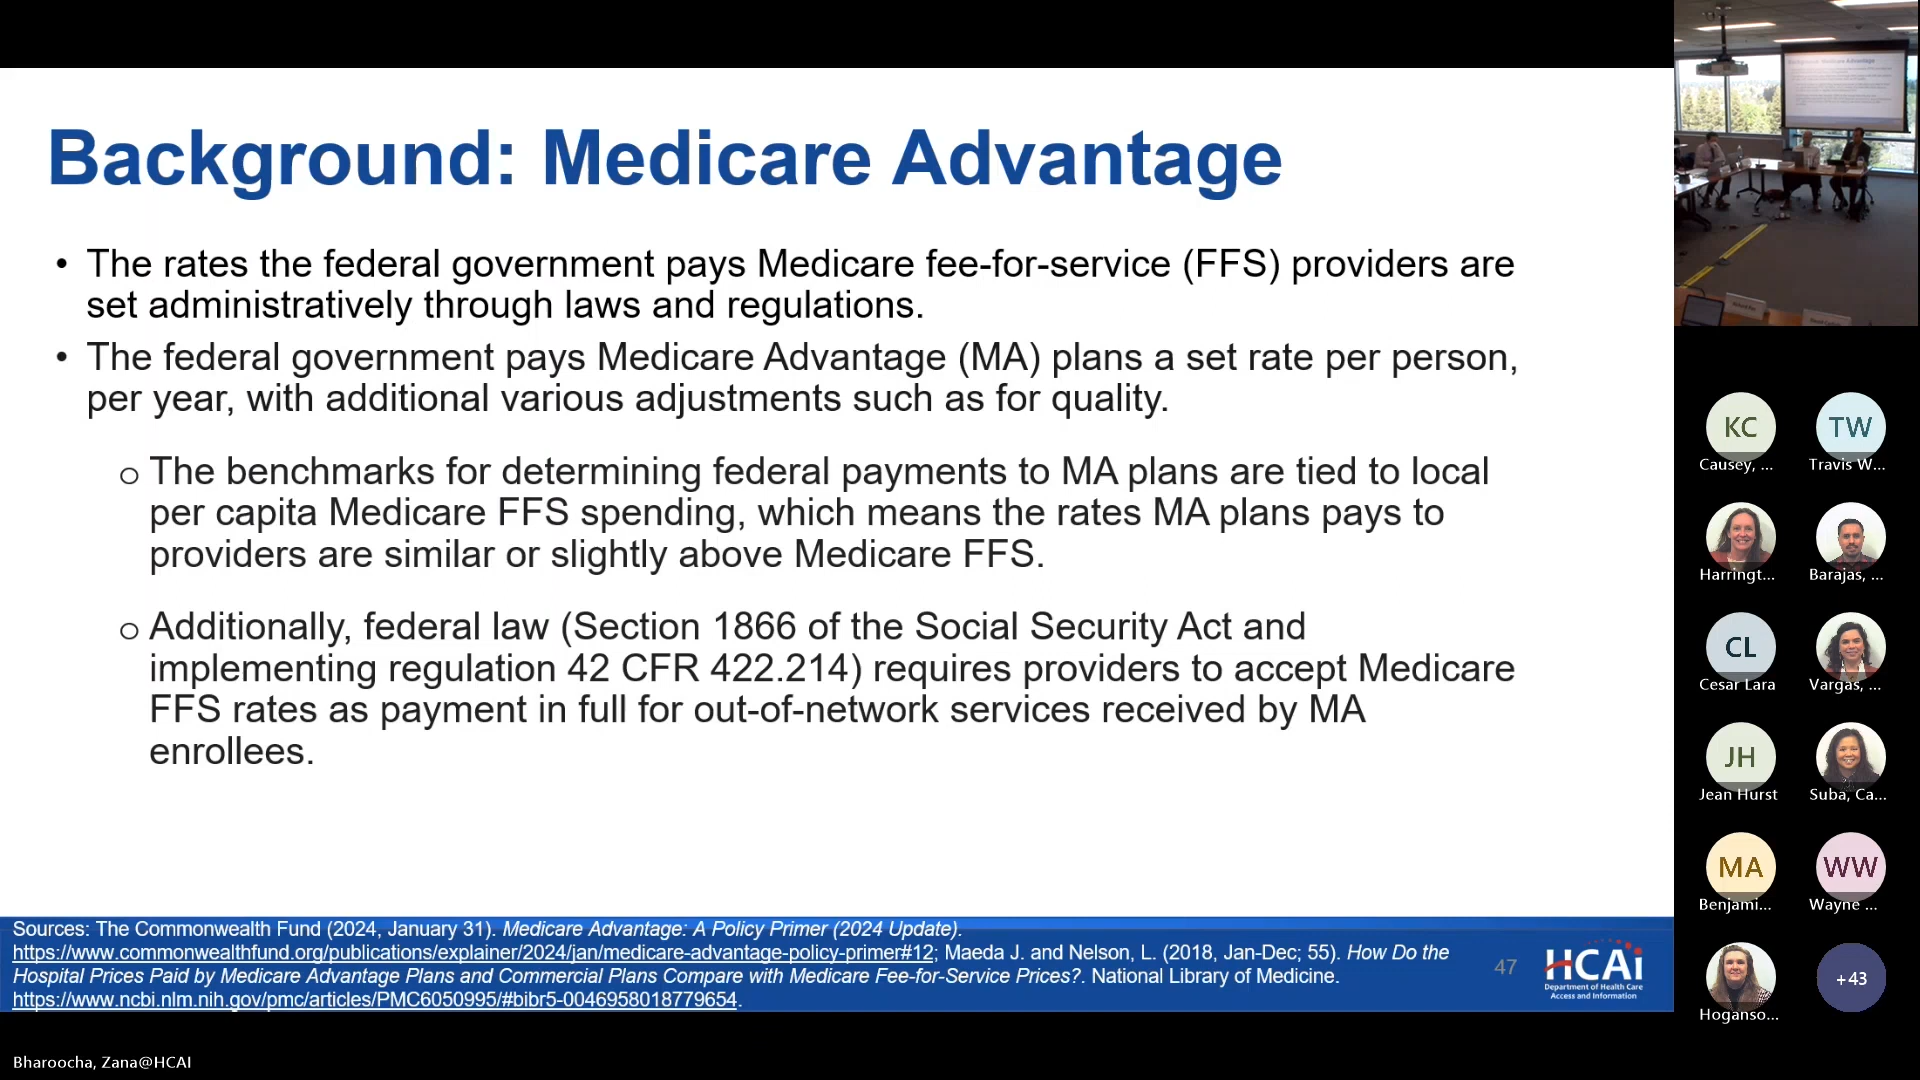 Background: Medicare Advantage
• The rates the federal government pays Medicare fee-for-service (FFS) providers are
set administratively through laws and regulations.
• The federal government pays Medicare Advantage (MA) plans a set rate per person,
per year, with additional various adjustments such as for quality.
o The benchmarks for determining federal payments to MA plans are tied to local
per capita Medicare FFS spending, which means the rates MA plans pays to
providers are similar or slightly above Medicare FFS.
o Additionally, federal law (Section 1866 of the Social Security Act and
implementing regulation 42 CFR 422.214) requires providers to accept Medicare
FFS rates as payment in full for out-of-network services received by MA
enrollees.
Sources: The Commonwealth Fund (2024, January 31). Medicare Advantage: A Policy Primer (2024 Update).
https://www.commonwealthfund.org/publications/explainer/2024/jan/medicare-advantage-policy-primer#12; Maeda J. and Nelson, L. (2018, Jan-Dec; 55). How Do the
Hospital Prices Paid by Medicare Advantage Plans and Commercial Plans Compare with Medicare Fee-for-Service Prices?. National Library of Medicine.
https://www.ncbi.nlm.nih.gov/pmc/articles/PMC6050995/#bibr5-0046958018779654.
47
HCAi
Department of Health Care
Access and Information
Background: Medicare Advantage
KC
Causey, ...
TW
Travis W...
Harringt...
Barajas, ...
CL
Cesar Lara
Vargas, ...
JH
Jean Hurst
Suba, Ca...
MA
Benjami...
WW
Wayne ...
Hoganso...
+43
Bharoocha, Zana@HCAI